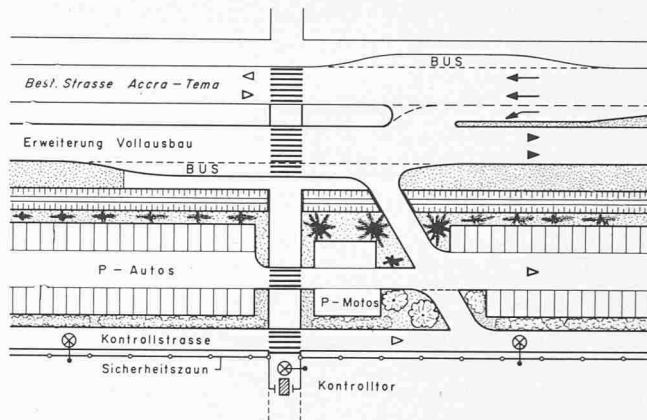 BUS
Best. Strasse Accra-Tema
Erweiterung Vollausbau
BUS
P-Autos
P-Motos
Kontrollstrasse
Sicherheitszaun
Kontrolltor